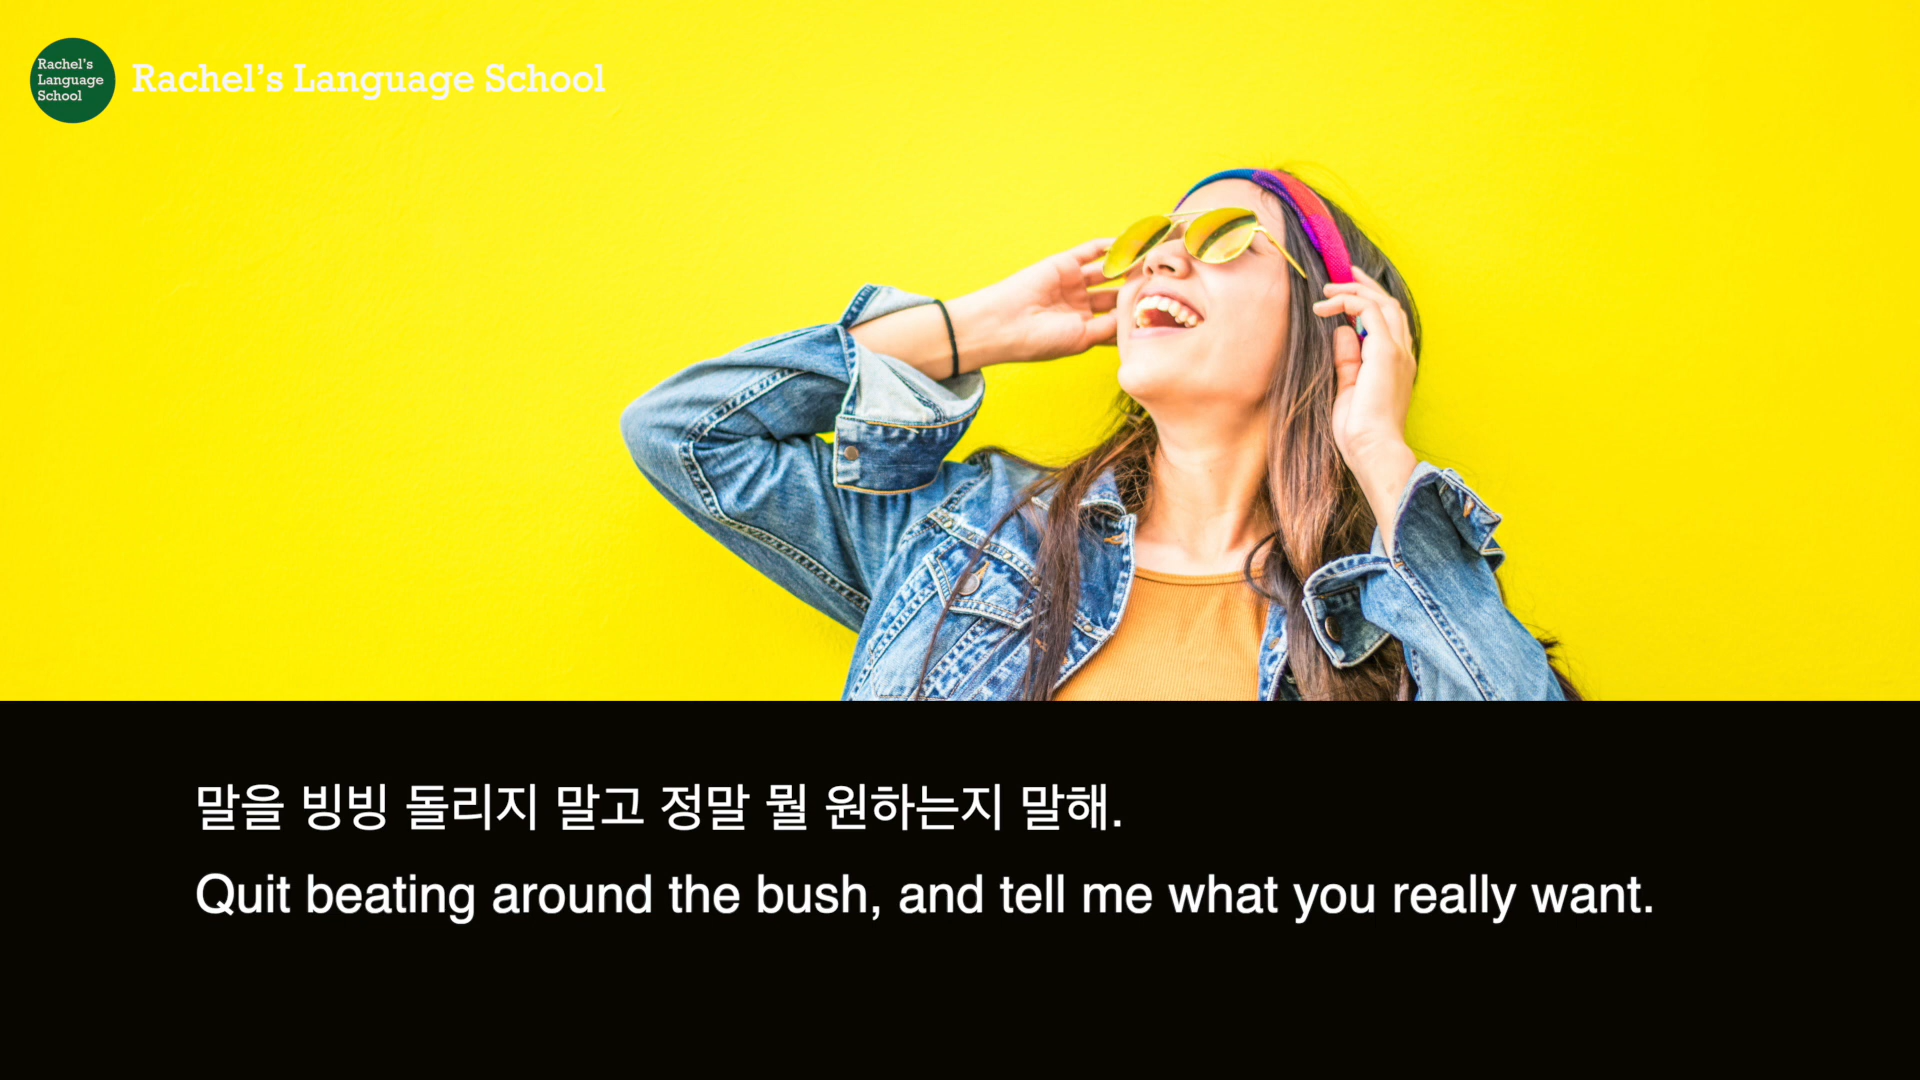 Rachel's
Language
School
Rachel's Language School
말을 빙빙 돌리지 말고 정말 뭘 원하는지 말해.
Quit beating around the bush, and tell me what you really want.